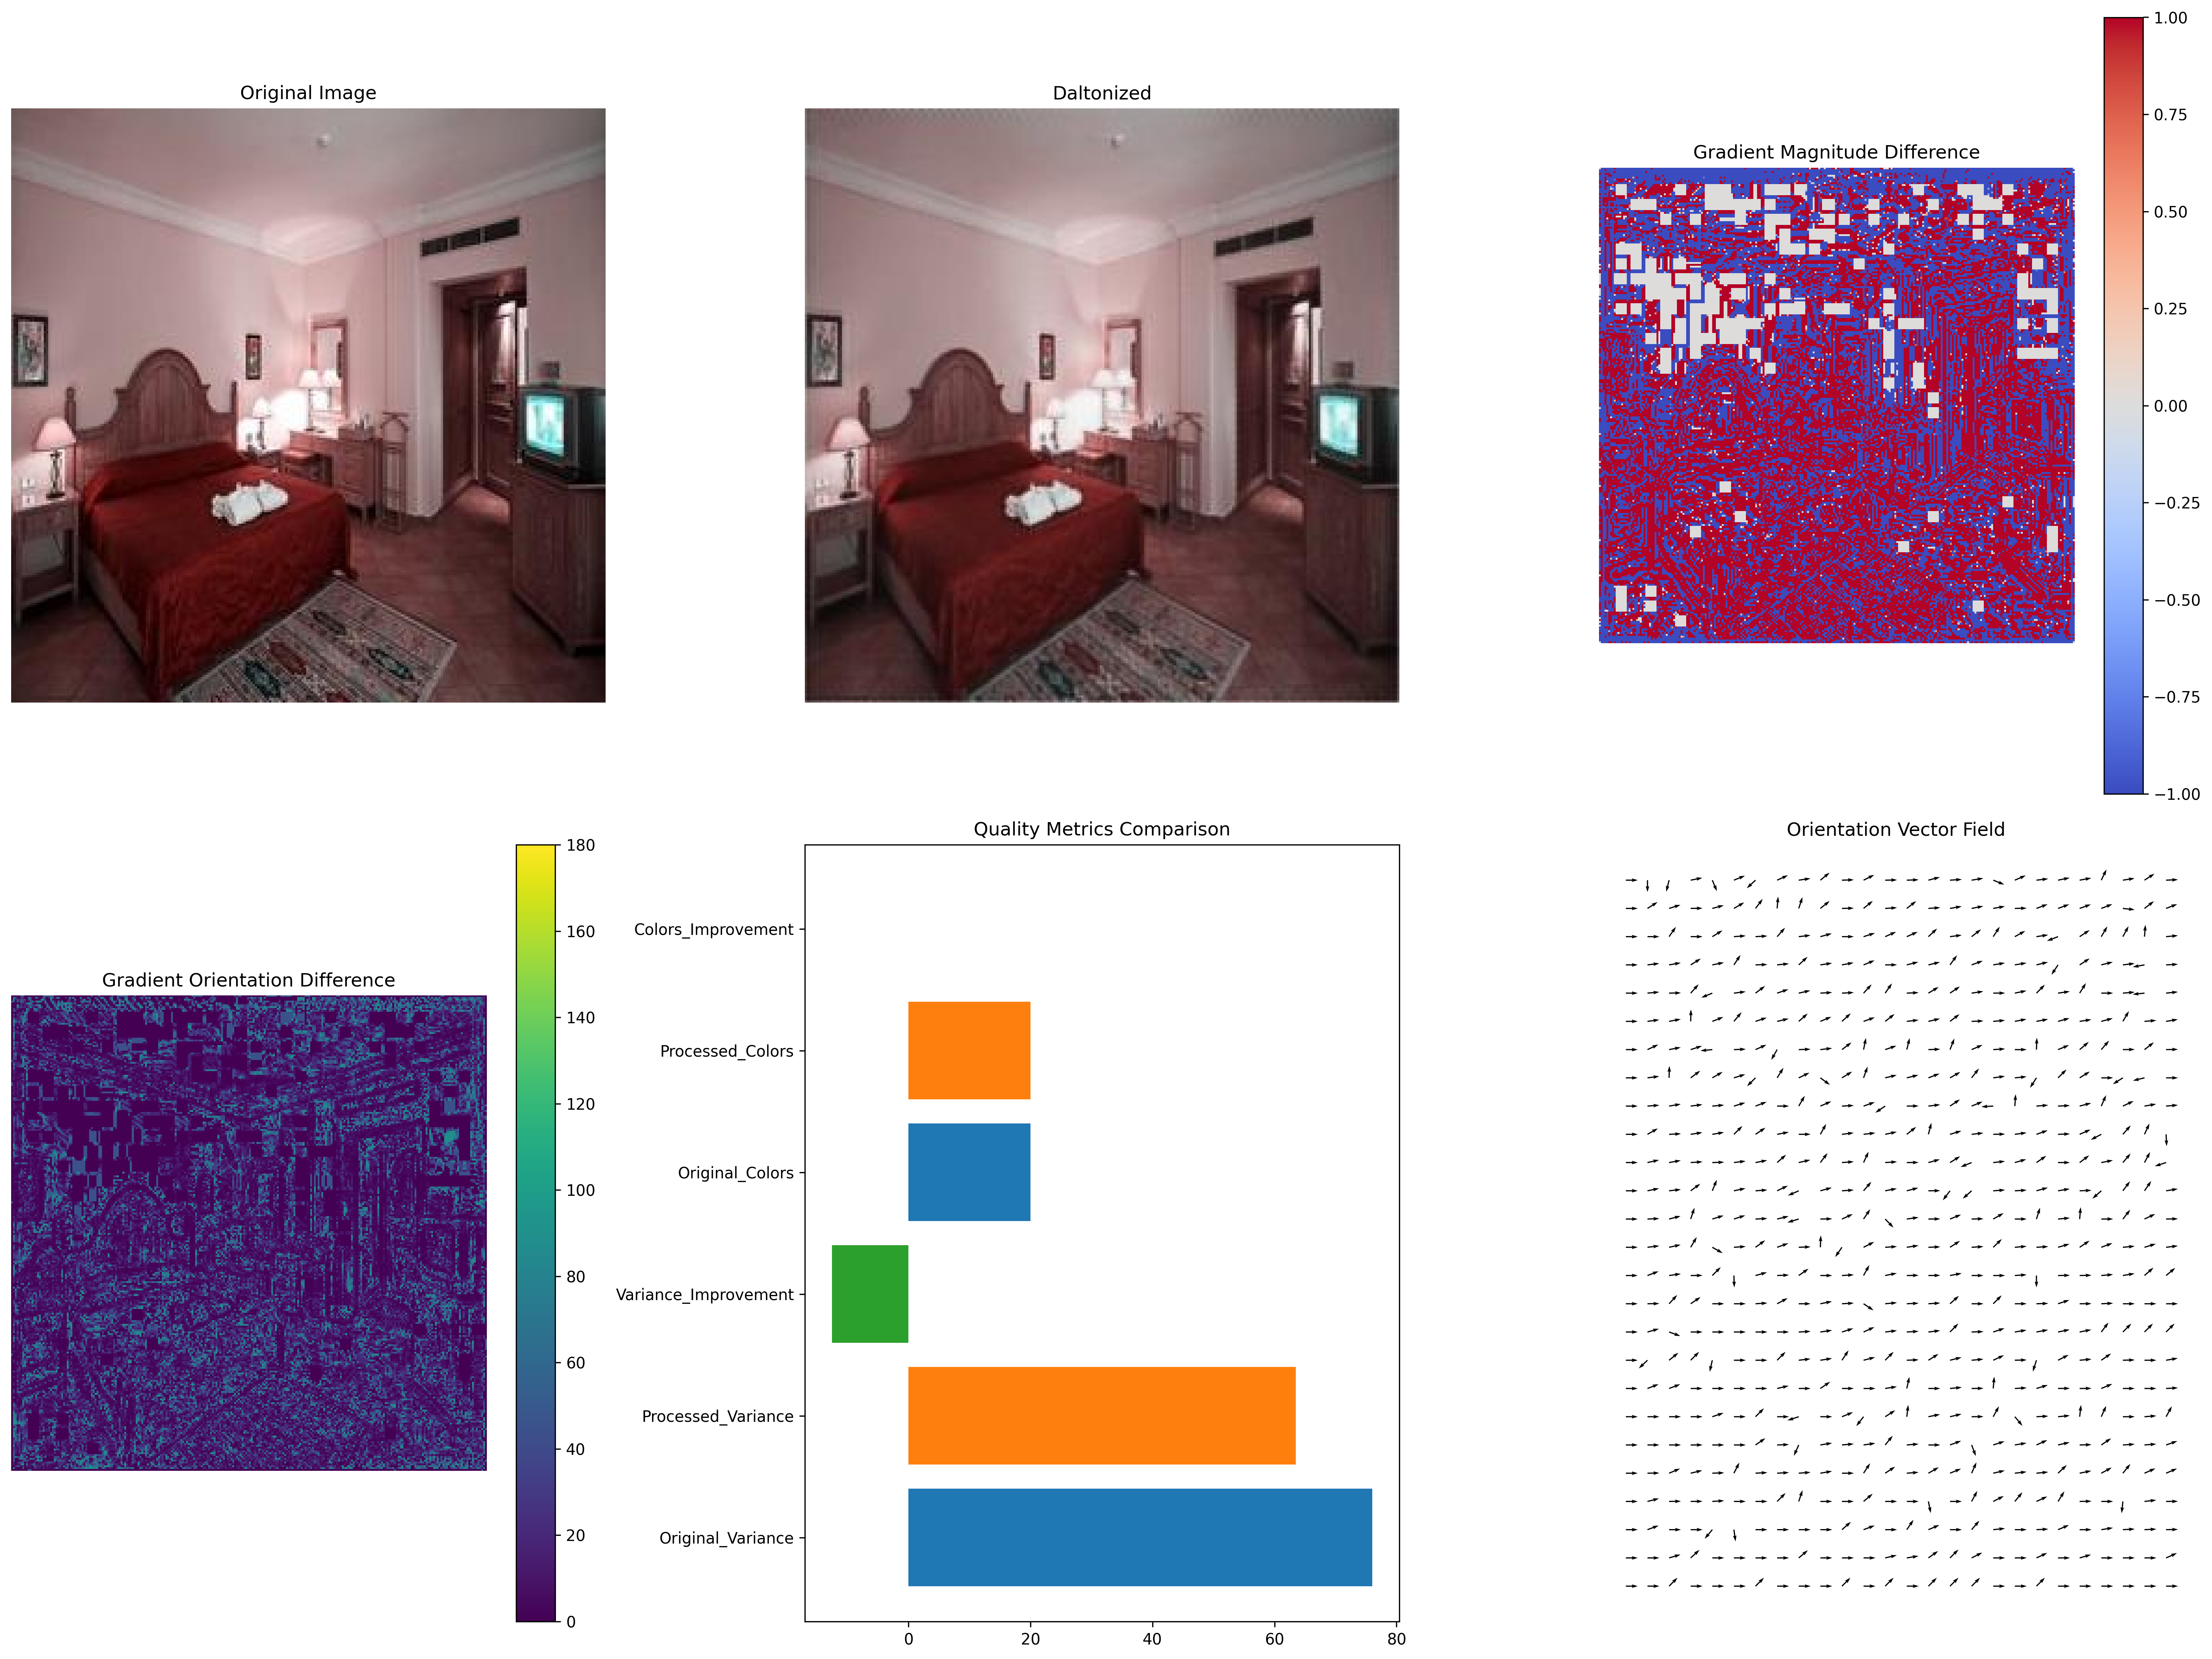 Original Image
Daltonized
Gradient Magnitude Difference
1.00
0.75
0.50
0.25
0.00
−0.25
−0.50
−0.75
−1.00
Gradient Orientation Difference
180
160
140
120
100
80
60
40
20
0
Quality Metrics Comparison
Colors_Improvement
Processed_Colors
Original_Colors
Variance_Improvement
Processed_Variance
Original_Variance
0 20 40 60 80
Orientation Vector Field